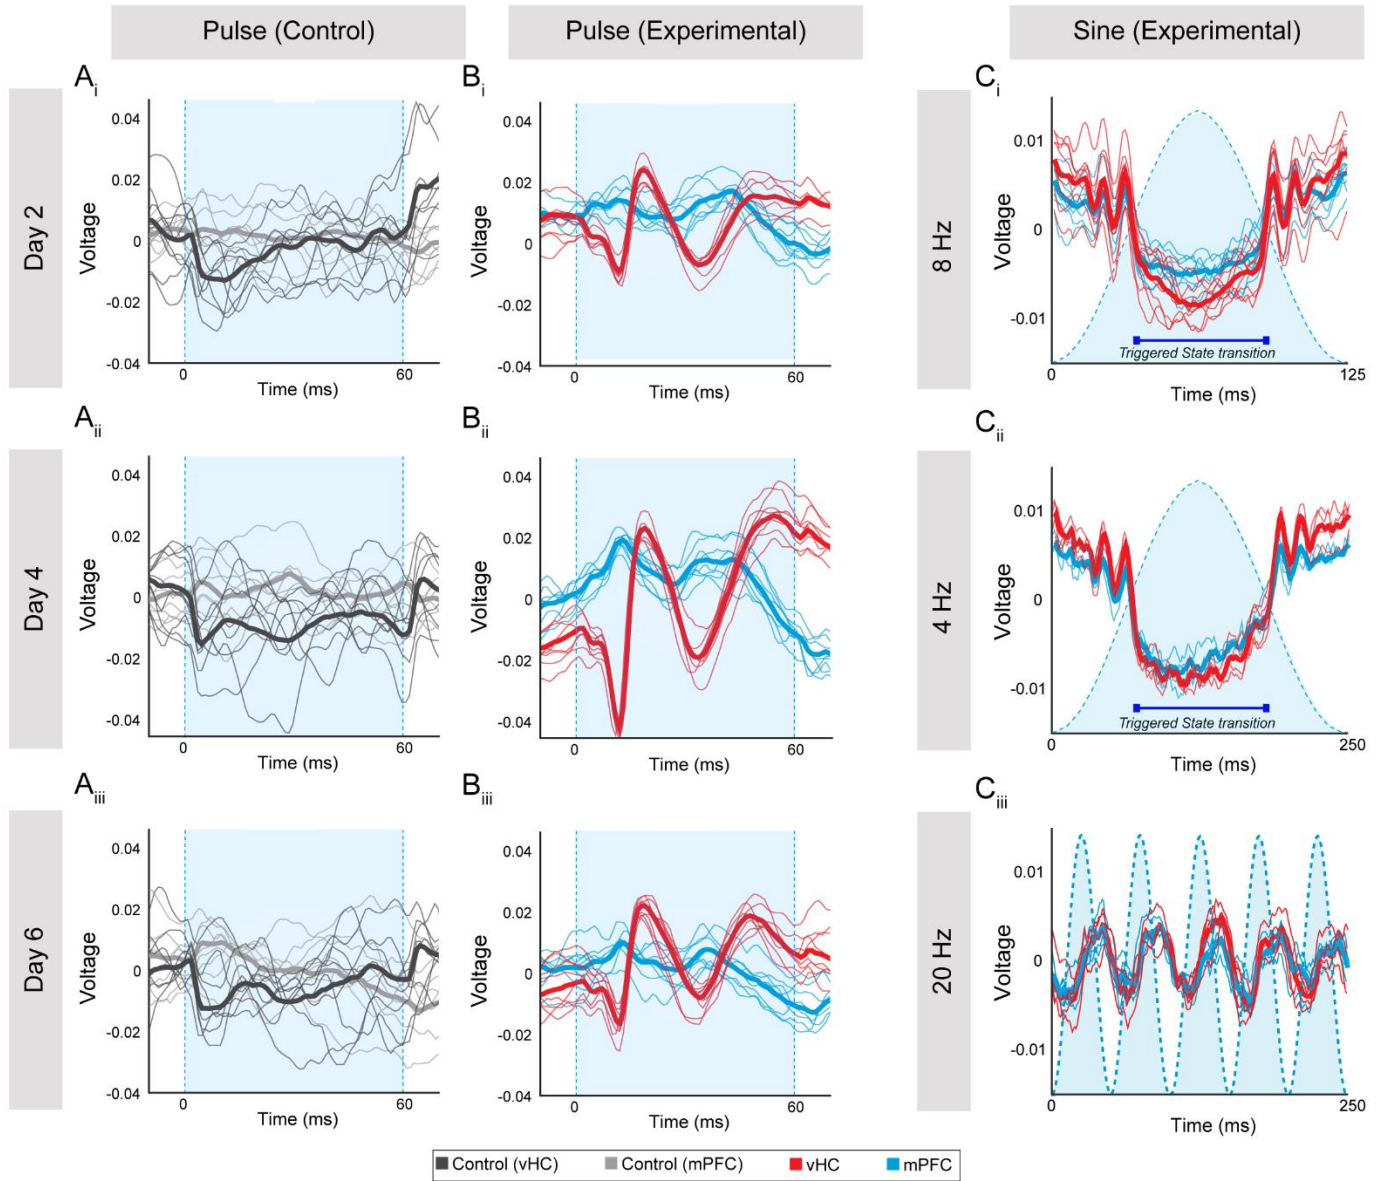 Pulse (Control)
Pulse (Experimental)
Sine (Experimental)
Day 2
Ai
Voltage
0.04
0.02
0
-0.02
-0.04
0
60
Time (ms)
Bi
Voltage
0.04
0.02
0
-0.02
-0.04
0
60
Time (ms)
8 Hz
Ci
Voltage
0.01
0
-0.01
Triggered State transition
0
125
Time (ms)
Day 4
Aii
Voltage
0.04
0.02
0
-0.02
-0.04
0
60
Time (ms)
Bii
Voltage
0.04
0.02
0
-0.02
-0.04
0
60
Time (ms)
4 Hz
Cii
Voltage
0.01
0
-0.01
Triggered State transition
0
250
Time (ms)
Day 6
Aiii
Voltage
0.04
0.02
0
-0.02
-0.04
0
60
Time (ms)
Biii
Voltage
0.04
0.02
0
-0.02
-0.04
0
60
Time (ms)
20 Hz
Ciii
Voltage
0.01
0
-0.01
0
250
Time (ms)
Control (vHC) Control (mPFC) vHC mPFC